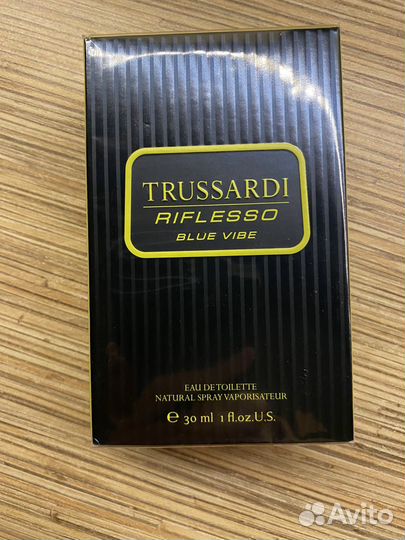 TRUSSARDI
RIFLESSO
BLUE VIBE
EAU DE TOILETTE
NATURAL SPRAY VAPORISATEUR
℮ 30 ml 1 fl.oz.U.S.
Avito